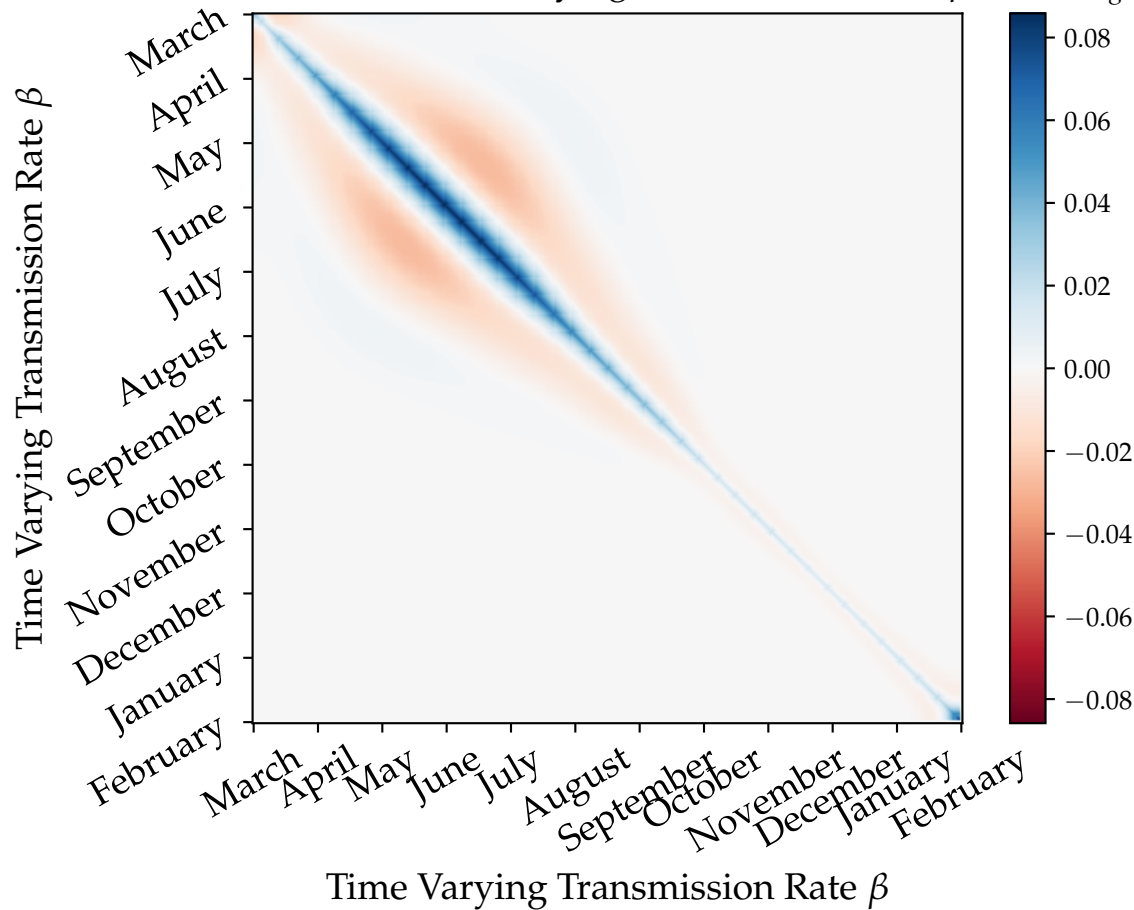 Time Varying Transmission Rate β
March
April
May
June
July
August
September
October
November
December
January
February
March
April
May
June
July
August
September
October
November
December
January
February
Time Varying Transmission Rate β
0.08
0.06
0.04
0.02
0.00
−0.02
−0.04
−0.06
−0.08